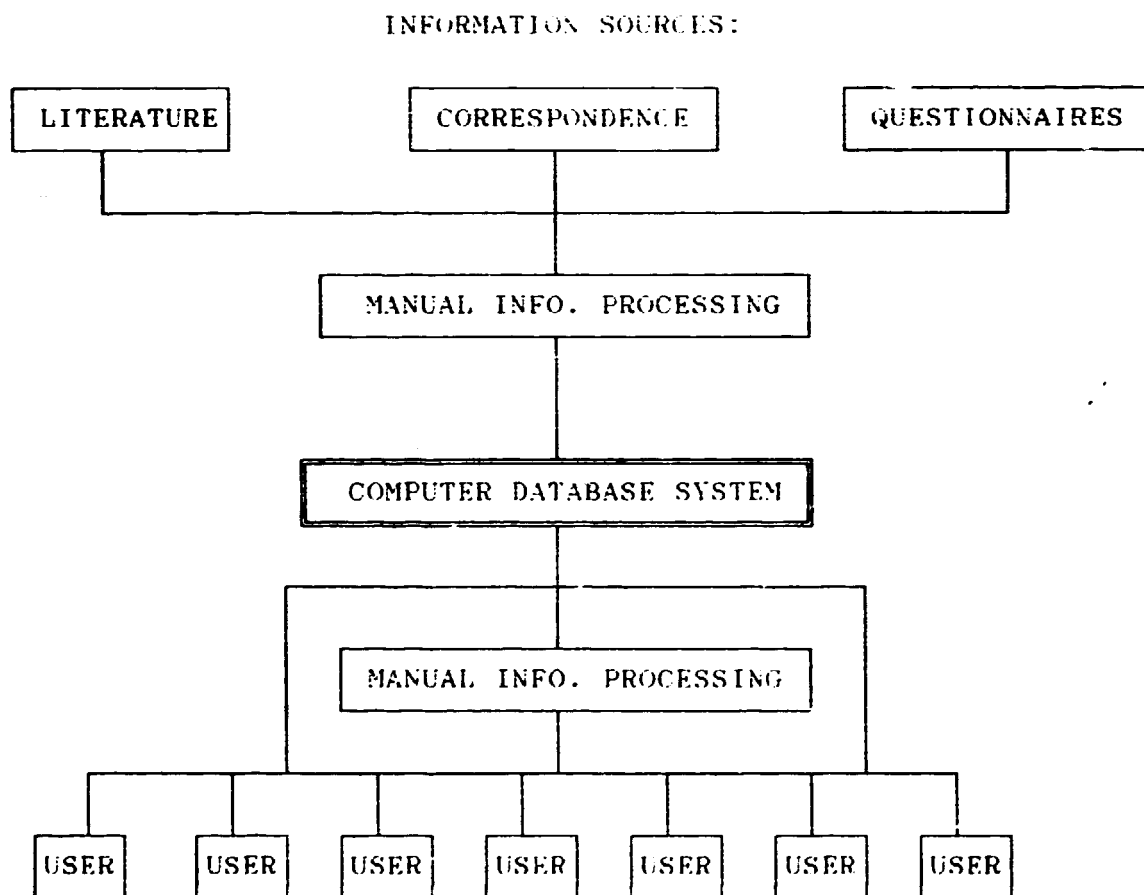 INFORMATION SOURCES:
LITERATURE CORRESPONDENCE QUESTIONNAIRES
MANUAL INFO. PROCESSING
COMPUTER DATABASE SYSTEM
MANUAL INFO. PROCESSING
USER USER USER USER USER USER USER